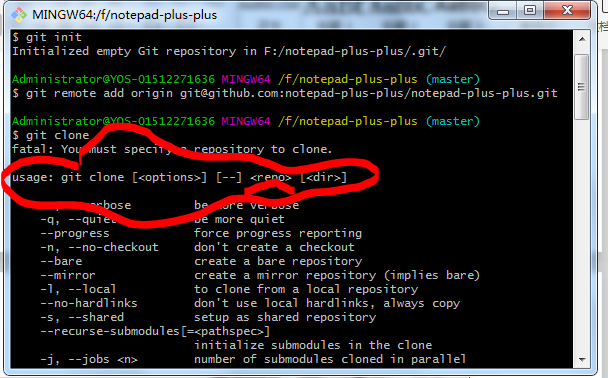 MINGW64:/f/notepad-plus-plus
$ git init
Initialized empty Git repository in F:/notepad-plus-plus/.git/
Administrator@YOS-01512271636 MINGW64 /f/notepad-plus-plus (master)
$ git remote add origin git@github.com:notepad-plus-plus/notepad-plus-plus.git
Administrator@YOS-01512271636 MINGW64 /f/notepad-plus-plus (master)
$ git clone
fatal: You must specify a repository to clone.
usage: git clone [<options>] [--] <repo> [<dir>]
verbose be more verbose
-q, --quiet be more quiet
--progress force progress reporting
-n, --no-checkout don't create a checkout
--bare create a bare repository
--mirror create a mirror repository (implies bare)
-l, --local to clone from a local repository
--no-hardlinks don't use local hardlinks, always copy
-s, --shared setup as shared repository
--recurse-submodules[=<pathspec>]
initialize submodules in the clone
-j, --jobs <n> number of submodules cloned in parallel